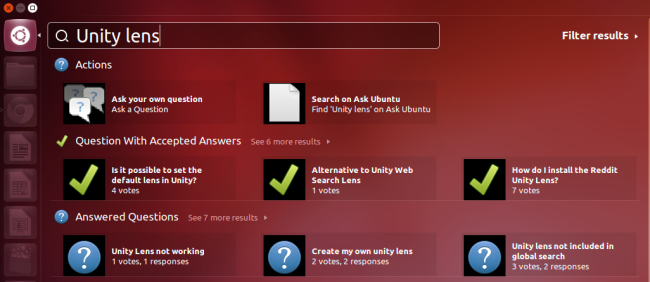 Unity lens
Filter results
Actions
Ask your own question
Ask a Question
Search on Ask Ubuntu
Find 'Unity lens' on Ask Ubuntu
Question With Accepted Answers See 6 more results
Is it possible to set the
default lens in Unity?
4 votes
Alternative to Unity Web
Search Lens
1 votes
How do I install the Reddit
Unity Lens?
7 votes
Answered Questions See 7 more results
Unity Lens not working
1 votes, 1 responses
Create my own unity lens
2 votes, 2 responses
Unity lens not included in
global search
3 votes, 2 responses